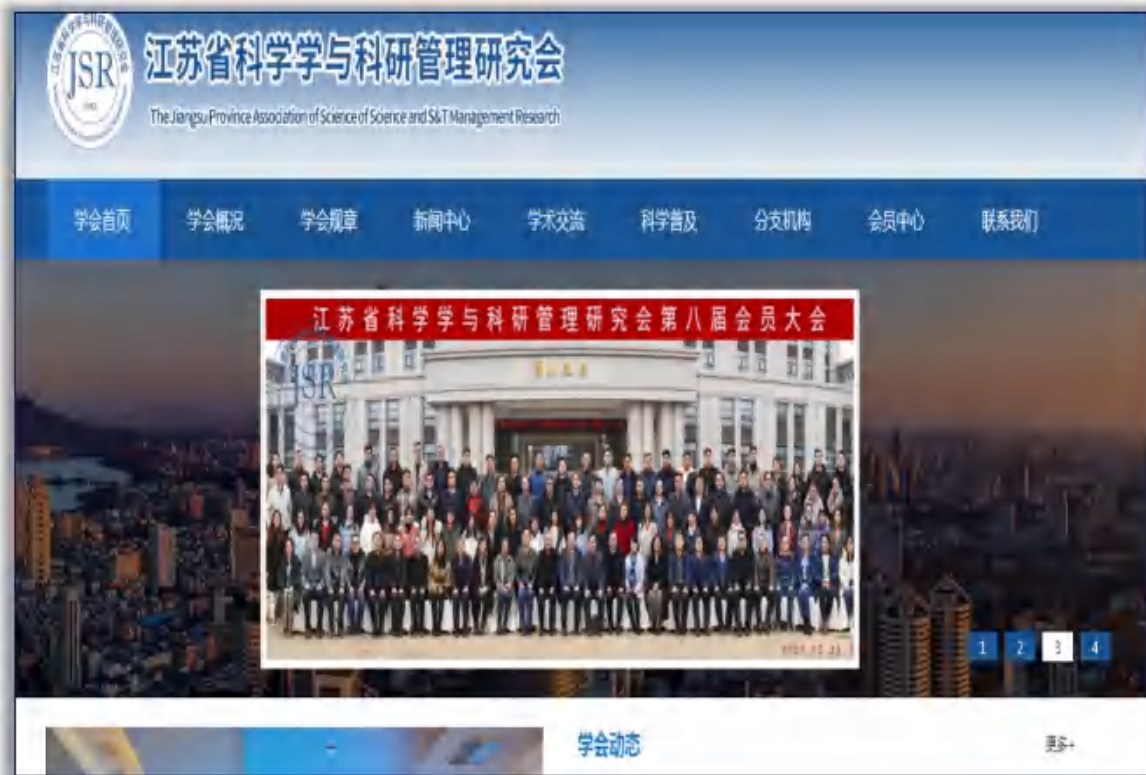 JSR
江苏省科学学与科研管理研究会
The Jiangsu Province Association of Science of Science and S&T Management Research
学会首页 学会概况 学会规章 新闻中心 学术交流 科学普及 分支机构 会员中心 联系我们
江苏省科学学与科研管理研究会第八届会员大会
JSR
1 2 3 4
学会动态 更多+